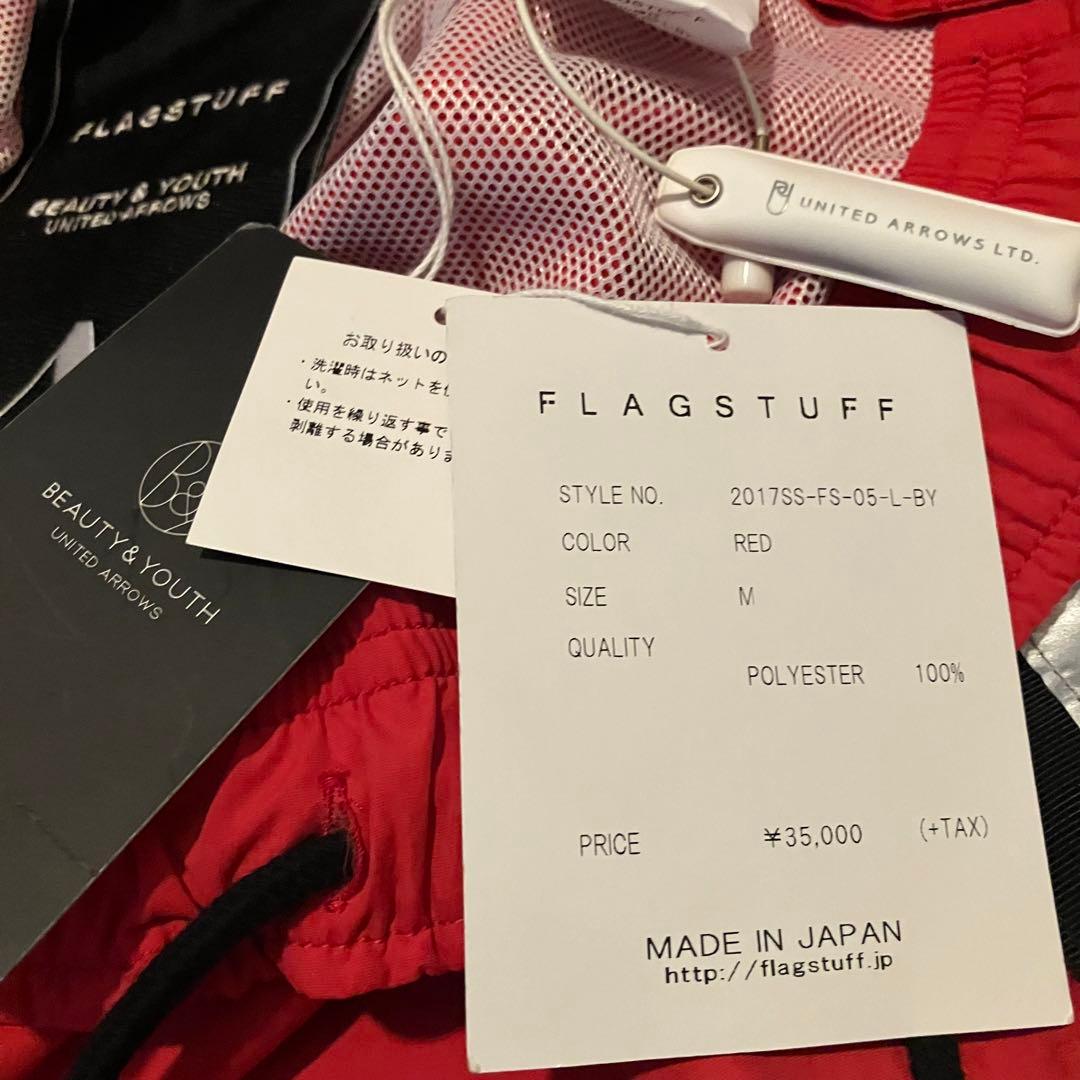 FLAGSTUFF
BEAUTY & YOUTH
UNITED ARROWS
UNITED ARROWS LTD.
お取り扱いの
・洗濯時はネットを
い。
・使用を繰り返す事で
剥離する場合がありま
B&Y
BEAUTY & YOUTH
UNITED ARROWS
FLAGSTUFF
STYLE NO. 2017SS-FS-05-L-BY
COLOR RED
SIZE M
QUALITY
POLYESTER 100%
PRICE ¥35,000 (+TAX)
MADE IN JAPAN
http://flagstuff.jp